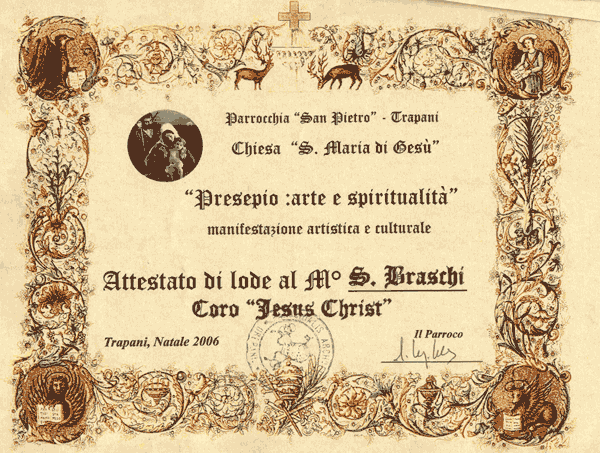 Parrocchia "San Pietro" - Trapani
Chiesa "S. Maria di Gesù"
"Presepio :arte e spiritualità"
manifestazione artistica e culturale
Attestato di lode al M° S. Braschi
Coro "Jesus Christ"
Trapani, Natale 2006
Il Parroco